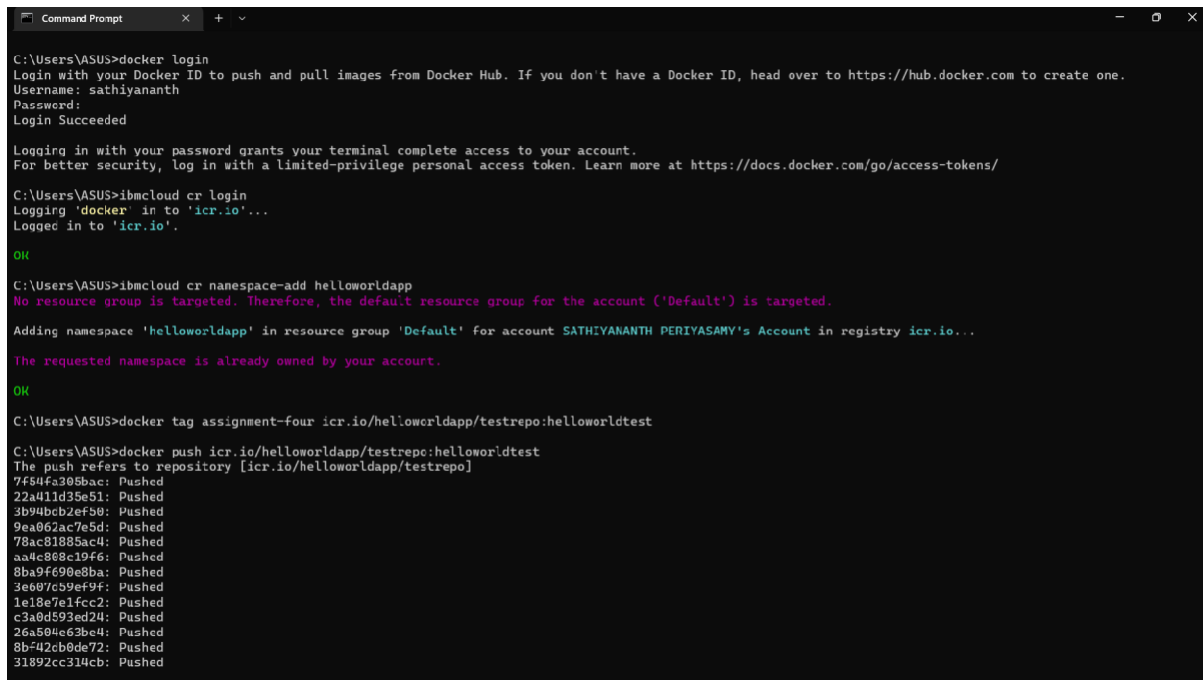 Command Prompt
C:\Users\ASUS>docker login
Login with your Docker ID to push and pull images from Docker Hub. If you don't have a Docker ID, head over to https://hub.docker.com to create one.
Username: sathiyananth
Password:
Login Succeeded
Logging in with your password grants your terminal complete access to your account.
For better security, log in with a limited-privilege personal access token. Learn more at https://docs.docker.com/go/access-tokens/
C:\Users\ASUS>ibmcloud cr login
Logging 'docker' in to 'icr.io'...
Logged in to 'icr.io'.
OK
C:\Users\ASUS>ibmcloud cr namespace-add helloworldapp
No resource group is targeted. Therefore, the default resource group for the account ('Default') is targeted.
Adding namespace 'helloworldapp' in resource group 'Default' for account SATHIYANANTH PERIYASAMY's Account in registry icr.io...
The requested namespace is already owned by your account.
OK
C:\Users\ASUS>docker tag assignment-four icr.io/helloworldapp/testrepo:helloworldtest
C:\Users\ASUS>docker push icr.io/helloworldapp/testrepo:helloworldtest
The push refers to repository [icr.io/helloworldapp/testrepo]
7f54fa305bac: Pushed
22a411d35e51: Pushed
3b94bdb2ef50: Pushed
9ea062ac7e5d: Pushed
78ac81885ac4: Pushed
aa4c808c19f6: Pushed
8ba9f690e8ba: Pushed
3e607d59ef9f: Pushed
1e18e7e1fcc2: Pushed
c3a0d593ed24: Pushed
26a504e63be4: Pushed
8bf42db0de72: Pushed
31892cc314cb: Pushed